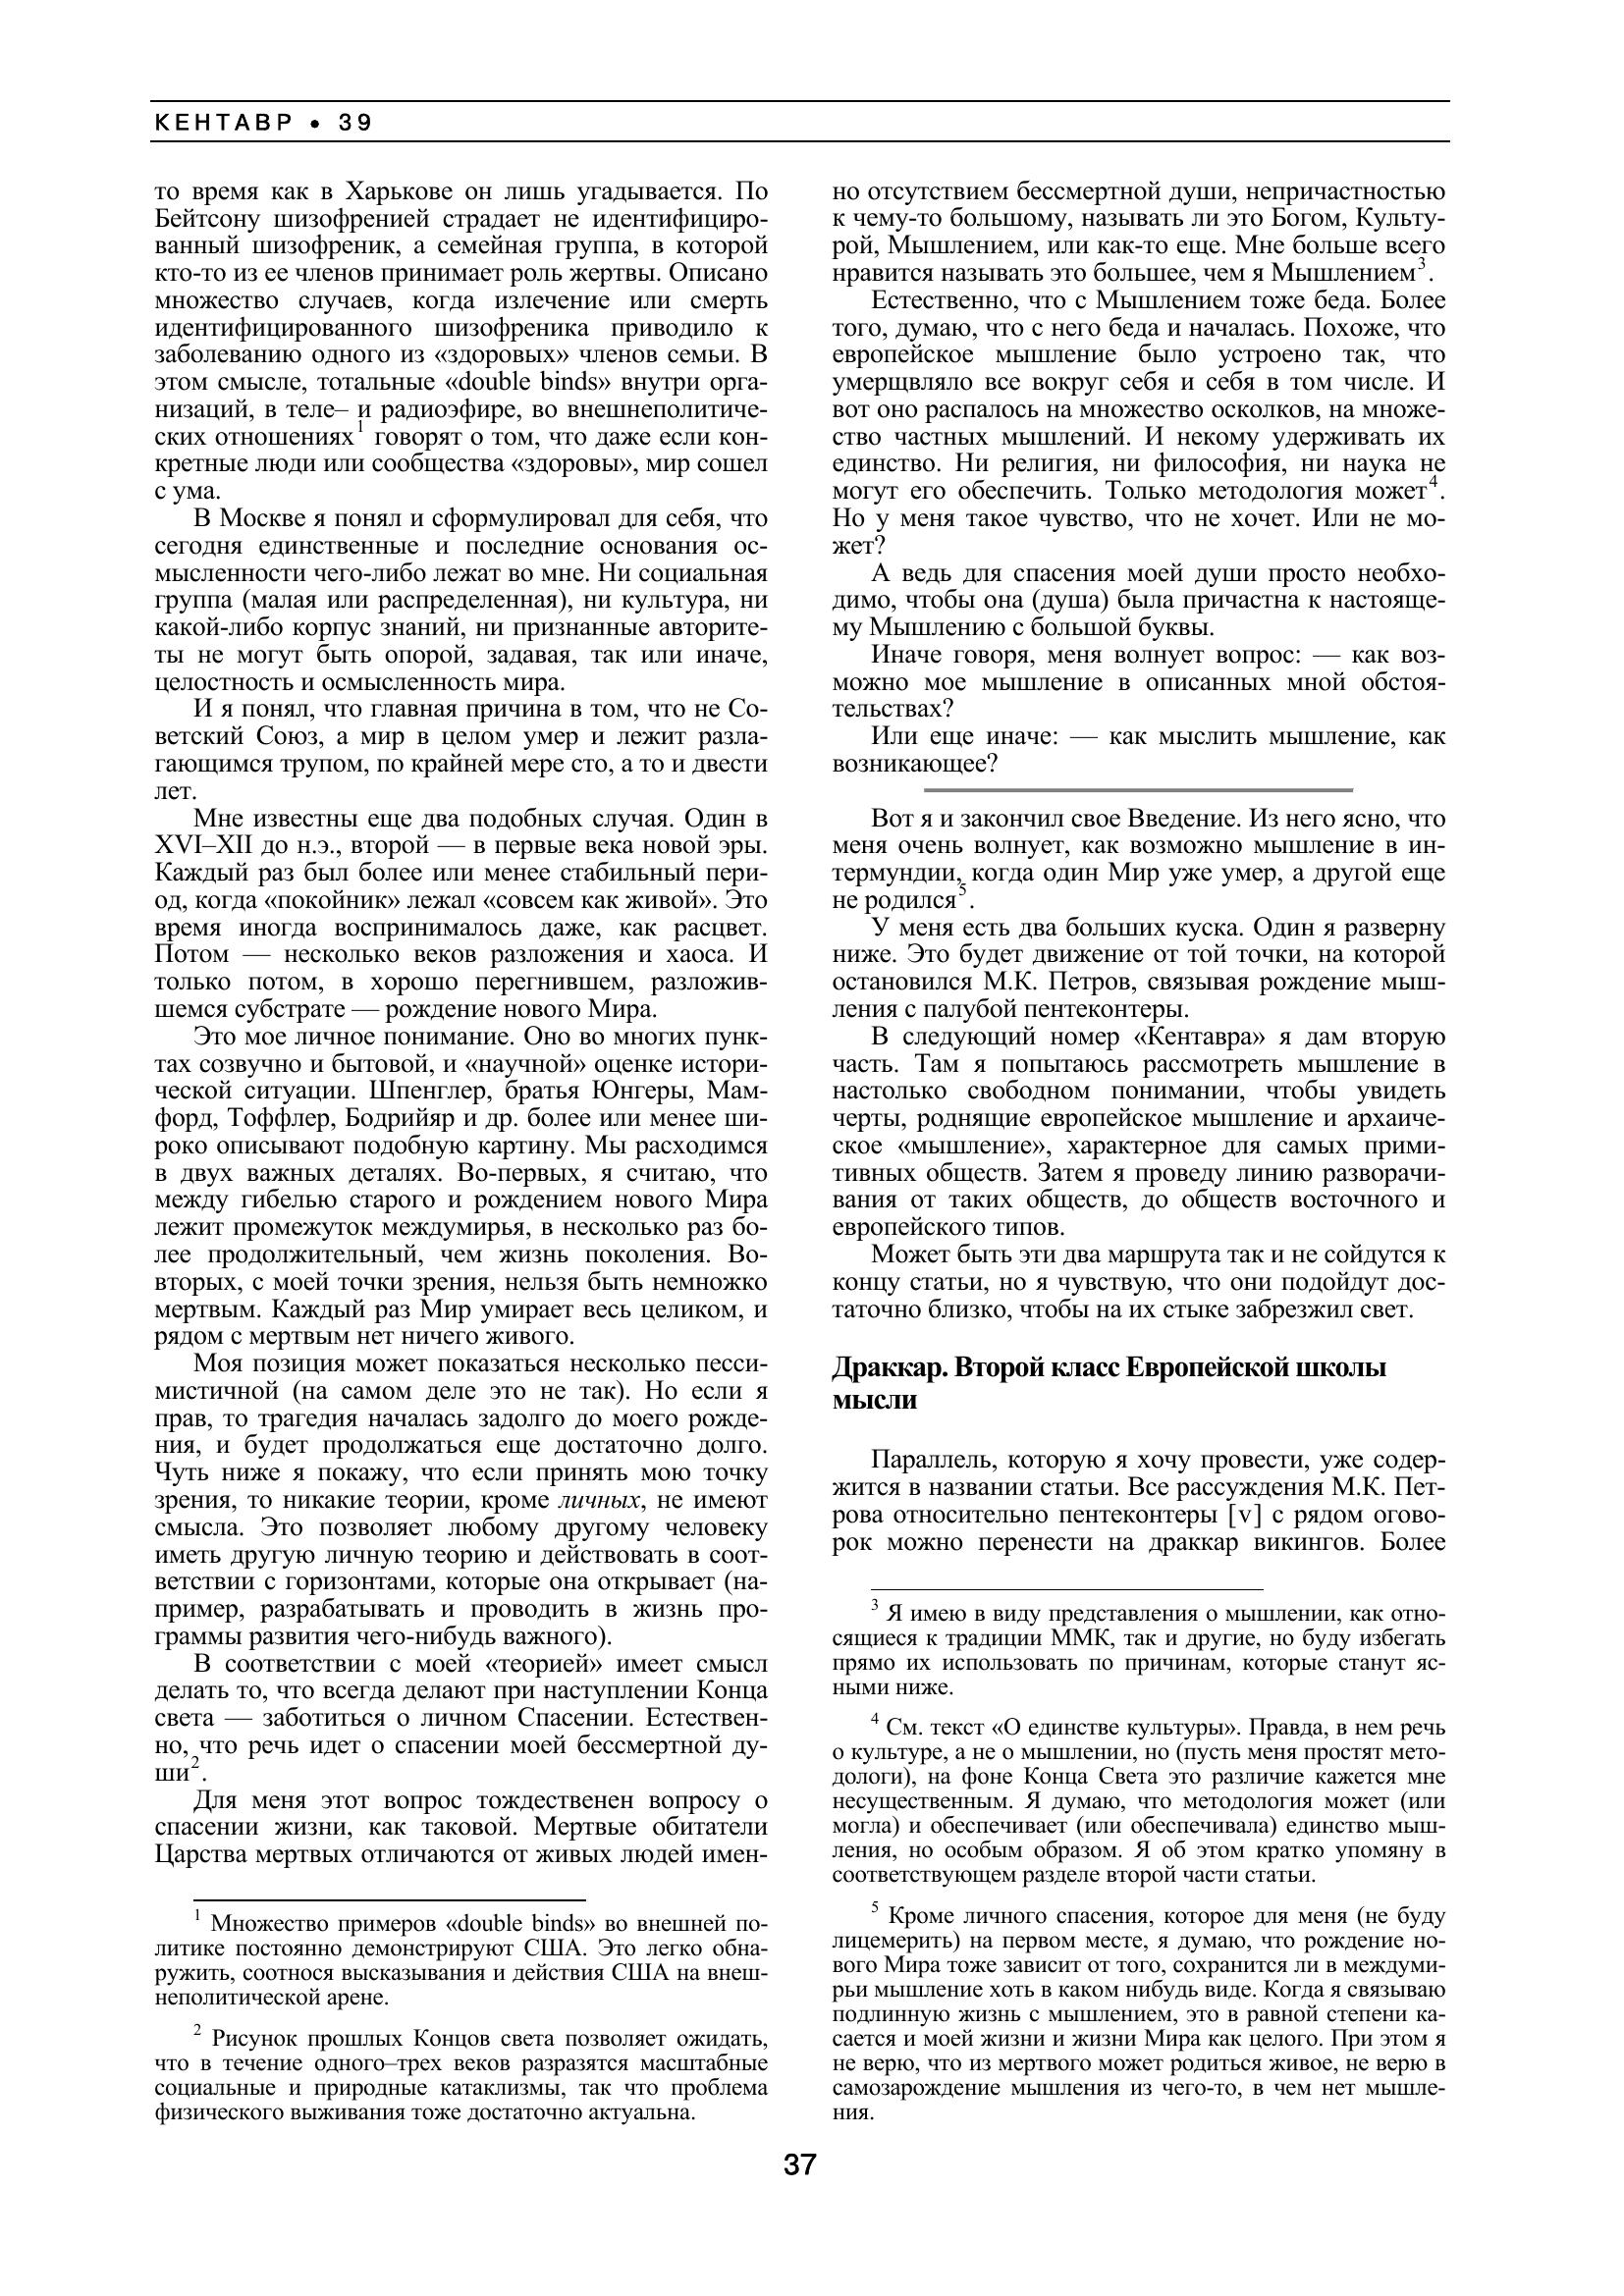 КЕНТАВР • 39
то время как в Харькове он лишь угадывается. По
Бейтсону шизофренией страдает не идентифициро-
ванный шизофреник, а семейная группа, в которой
кто-то из ее членов принимает роль жертвы. Описано
множество случаев, когда излечение или смерть
идентифицированного шизофреника приводило к
заболеванию одного из «здоровых» членов семьи. В
этом смысле, тотальные «double binds» внутри орга-
низаций, в теле– и радиоэфире, во внешнеполитиче-
ских отношениях¹ говорят о том, что даже если кон-
кретные люди или сообщества «здоровы», мир сошел
с ума.
В Москве я понял и сформулировал для себя, что
сегодня единственные и последние основания ос-
мысленности чего-либо лежат во мне. Ни социальная
группа (малая или распределенная), ни культура, ни
какой-либо корпус знаний, ни признанные авторите-
ты не могут быть опорой, задавая, так или иначе,
целостность и осмысленность мира.
И я понял, что главная причина в том, что не Со-
ветский Союз, а мир в целом умер и лежит разла-
гающимся трупом, по крайней мере сто, а то и двести
лет.
Мне известны еще два подобных случая. Один в
XVI–XII до н.э., второй — в первые века новой эры.
Каждый раз был более или менее стабильный пери-
од, когда «покойник» лежал «совсем как живой». Это
время иногда воспринималось даже, как расцвет.
Потом — несколько веков разложения и хаоса. И
только потом, в хорошо перегнившем, разложив-
шемся субстрате — рождение нового Мира.
Это мое личное понимание. Оно во многих пунк-
тах созвучно и бытовой, и «научной» оценке истори-
ческой ситуации. Шпенглер, братья Юнгеры, Мам-
форд, Тоффлер, Бодрийяр и др. более или менее ши-
роко описывают подобную картину. Мы расходимся
в двух важных деталях. Во-первых, я считаю, что
между гибелью старого и рождением нового Мира
лежит промежуток междумирья, в несколько раз бо-
лее продолжительный, чем жизнь поколения. Во-
вторых, с моей точки зрения, нельзя быть немножко
мертвым. Каждый раз Мир умирает весь целиком, и
рядом с мертвым нет ничего живого.
Моя позиция может показаться несколько песси-
мистичной (на самом деле это не так). Но если я
прав, то трагедия началась задолго до моего рожде-
ния, и будет продолжаться еще достаточно долго.
Чуть ниже я покажу, что если принять мою точку
зрения, то никакие теории, кроме личных, не имеют
смысла. Это позволяет любому другому человеку
иметь другую личную теорию и действовать в соот-
ветствии с горизонтами, которые она открывает (на-
пример, разрабатывать и проводить в жизнь про-
граммы развития чего-нибудь важного).
В соответствии с моей «теорией» имеет смысл
делать то, что всегда делают при наступлении Конца
света — заботиться о личном Спасении. Естествен-
но, что речь идет о спасении моей бессмертной ду-
ши².
Для меня этот вопрос тождественен вопросу о
спасении жизни, как таковой. Мертвые обитатели
Царства мертвых отличаются от живых людей имен-
¹ Множество примеров «double binds» во внешней по-
литике постоянно демонстрируют США. Это легко обна-
ружить, соотнося высказывания и действия США на внеш-
неполитической арене.
² Рисунок прошлых Концов света позволяет ожидать,
что в течение одного–трех веков разразятся масштабные
социальные и природные катаклизмы, так что проблема
физического выживания тоже достаточно актуальна.
но отсутствием бессмертной души, непричастностью
к чему-то большому, называть ли это Богом, Культу-
рой, Мышлением, или как-то еще. Мне больше всего
нравится называть это большее, чем я Мышлением³.
Естественно, что с Мышлением тоже беда. Более
того, думаю, что с него беда и началась. Похоже, что
европейское мышление было устроено так, что
умерщвляло все вокруг себя и себя в том числе. И
вот оно распалось на множество осколков, на множе-
ство частных мышлений. И некому удерживать их
единство. Ни религия, ни философия, ни наука не
могут его обеспечить. Только методология может⁴.
Но у меня такое чувство, что не хочет. Или не мо-
жет?
А ведь для спасения моей души просто необхо-
димо, чтобы она (душа) была причастна к настояще-
му Мышлению с большой буквы.
Иначе говоря, меня волнует вопрос: — как воз-
можно мое мышление в описанных мной обстоя-
тельствах?
Или еще иначе: — как мыслить мышление, как
возникающее?
Вот я и закончил свое Введение. Из него ясно, что
меня очень волнует, как возможно мышление в ин-
термундии, когда один Мир уже умер, а другой еще
не родился⁵.
У меня есть два больших куска. Один я разверну
ниже. Это будет движение от той точки, на которой
остановился М.К. Петров, связывая рождение мыш-
ления с палубой пентеконтеры.
В следующий номер «Кентавра» я дам вторую
часть. Там я попытаюсь рассмотреть мышление в
настолько свободном понимании, чтобы увидеть
черты, роднящие европейское мышление и архаиче-
ское «мышление», характерное для самых прими-
тивных обществ. Затем я проведу линию разворачи-
вания от таких обществ, до обществ восточного и
европейского типов.
Может быть эти два маршрута так и не сойдутся к
концу статьи, но я чувствую, что они подойдут дос-
таточно близко, чтобы на их стыке забрезжил свет.
Драккар. Второй класс Европейской школы
мысли
Параллель, которую я хочу провести, уже содер-
жится в названии статьи. Все рассуждения М.К. Пет-
рова относительно пентеконтеры [v] с рядом огово-
рок можно перенести на драккар викингов. Более
³ Я имею в виду представления о мышлении, как отно-
сящиеся к традиции ММК, так и другие, но буду избегать
прямо их использовать по причинам, которые станут яс-
ными ниже.
⁴ См. текст «О единстве культуры». Правда, в нем речь
о культуре, а не о мышлении, но (пусть меня простят мето-
дологи), на фоне Конца Света это различие кажется мне
несущественным. Я думаю, что методология может (или
могла) и обеспечивает (или обеспечивала) единство мыш-
ления, но особым образом. Я об этом кратко упомяну в
соответствующем разделе второй части статьи.
⁵ Кроме личного спасения, которое для меня (не буду
лицемерить) на первом месте, я думаю, что рождение но-
вого Мира тоже зависит от того, сохранится ли в междуми-
рьи мышление хоть в каком нибудь виде. Когда я связываю
подлинную жизнь с мышлением, это в равной степени ка-
сается и моей жизни и жизни Мира как целого. При этом я
не верю, что из мертвого может родиться живое, не верю в
самозарождение мышления из чего-то, в чем нет мышле-
ния.
37